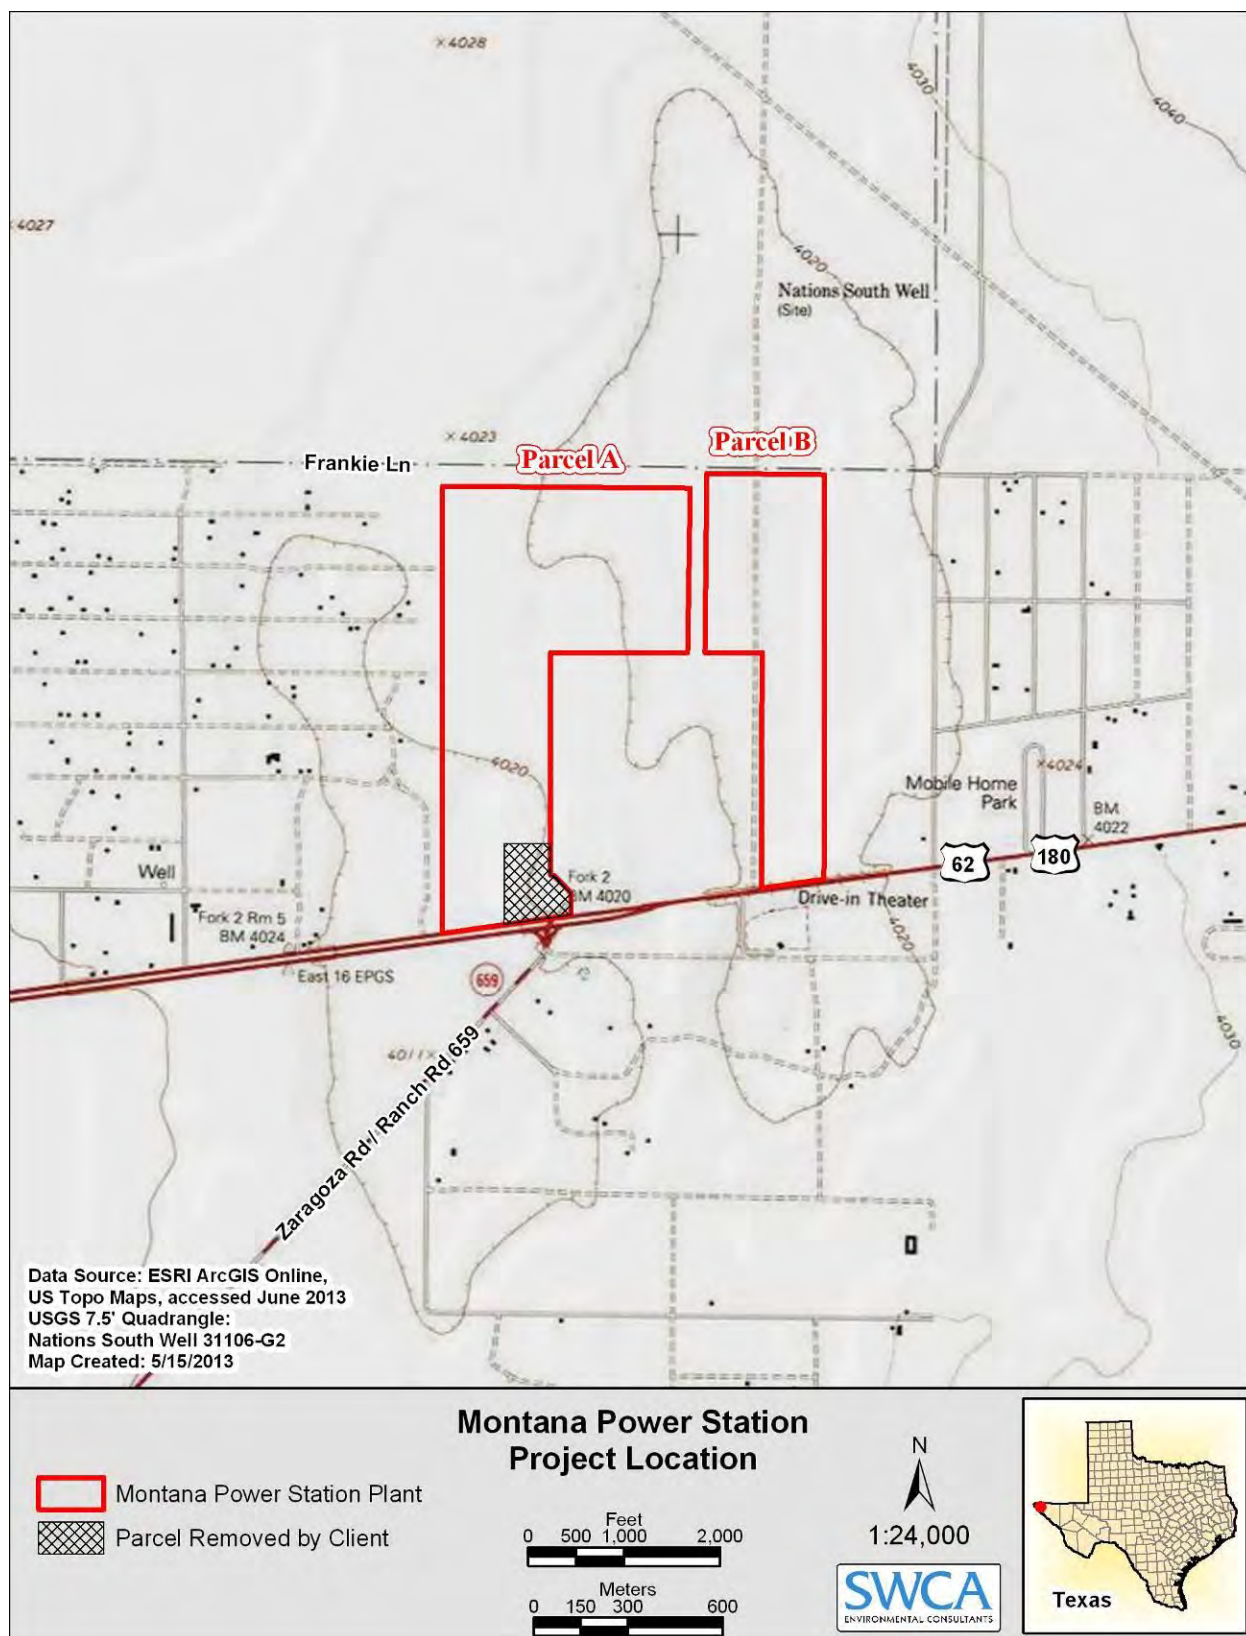 ×4028
4030
4040
×4027
4020
Nations South Well
(Site)
×4023
Frankie Ln
Parcel A
Parcel B
4020
Mobile Home
Park
×4024
BM
4022
62
180
Well
Fork 2
BM 4020
Drive-in Theater
Fork 2 Rm 5
BM 4024
4020
East 16 EPGS
659
4030
4011×
Zaragoza Rd / Ranch Rd 659
Data Source: ESRI ArcGIS Online,
US Topo Maps, accessed June 2013
USGS 7.5' Quadrangle:
Nations South Well 31106-G2
Map Created: 5/15/2013
Montana Power Station
Project Location
Montana Power Station Plant
Parcel Removed by Client
Feet
0 500 1,000 2,000
Meters
0 150 300 600
N
1:24,000
SWCA
ENVIRONMENTAL CONSULTANTS
Texas